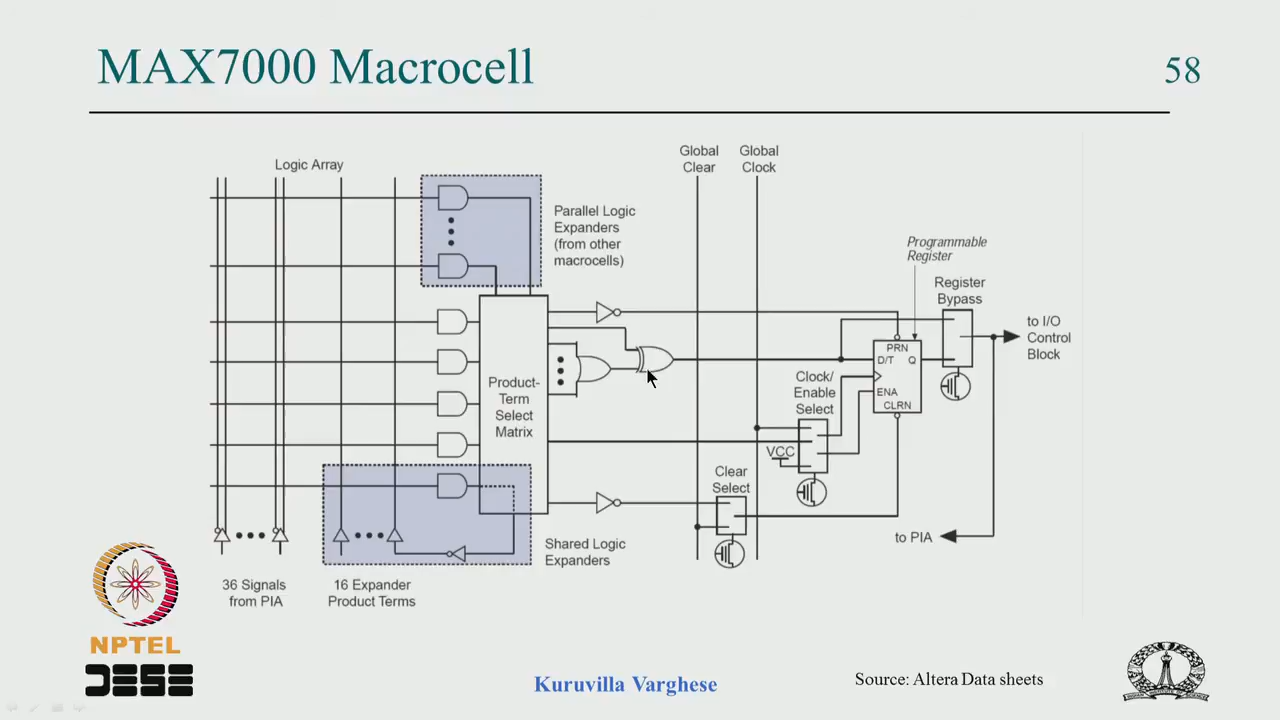 MAX7000 Macrocell
58
Logic Array
Global
Clear
Global
Clock
Parallel Logic
Expanders
(from other
macrocells)
Programmable
Register
Register
Bypass
to I/O
Control
Block
PRN
D/T Q
ENA
CLRN
Clock/
Enable
Select
Product-
Term
Select
Matrix
VCC
Clear
Select
to PIA
Shared Logic
Expanders
36 Signals
from PIA
16 Expander
Product Terms
NPTEL
DESE
Kuruvilla Varghese
Source: Altera Data sheets